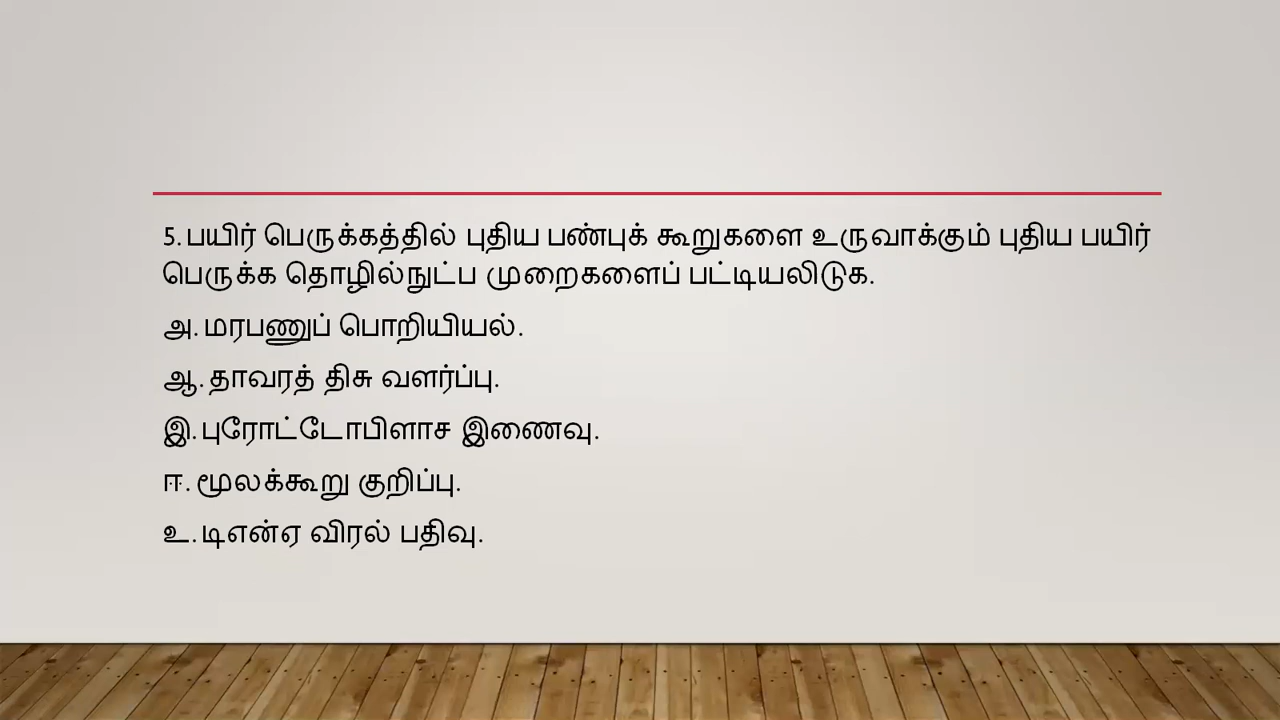 5. பயிர் பெருக்கத்தில் புதிய பண்புக் கூறுகளை உருவாக்கும் புதிய பயிர்
பெருக்க தொழில்நுட்ப முறைகளைப் பட்டியலிடுக.
அ. மரபணுப் பொறியியல்.
ஆ. தாவரத் திசு வளர்ப்பு.
இ. புரோட்டோபிளாச இணைவு.
ஈ. மூலக்கூறு குறிப்பு.
உ. டிஎன்ஏ விரல் பதிவு.